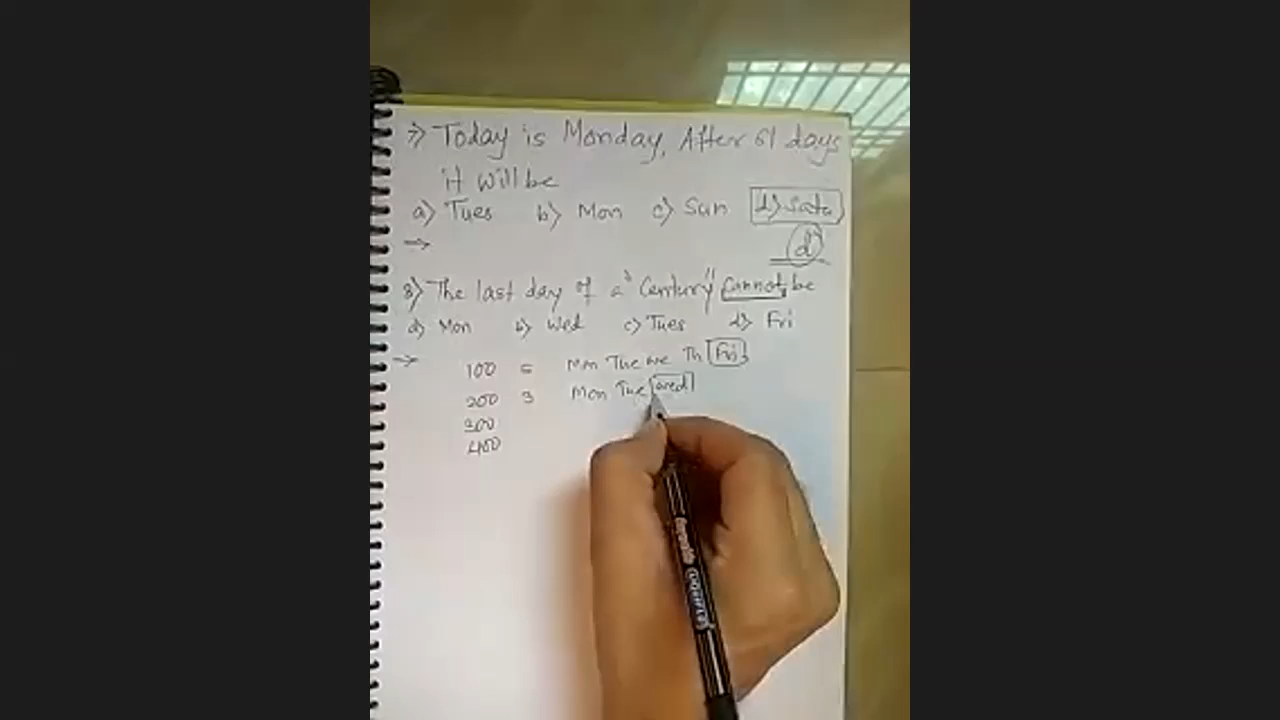 7) Today is Monday, After 61 days
it will be
a) Tues b) Mon c) Sun d) Satu
→ d
8) The last day of a "Century" cannot be
a) Mon b) Wed c) Tues d) Fri
→ 100 5 Mon Tue we Th Fri
200 3 Mon Tue Wed
300
400